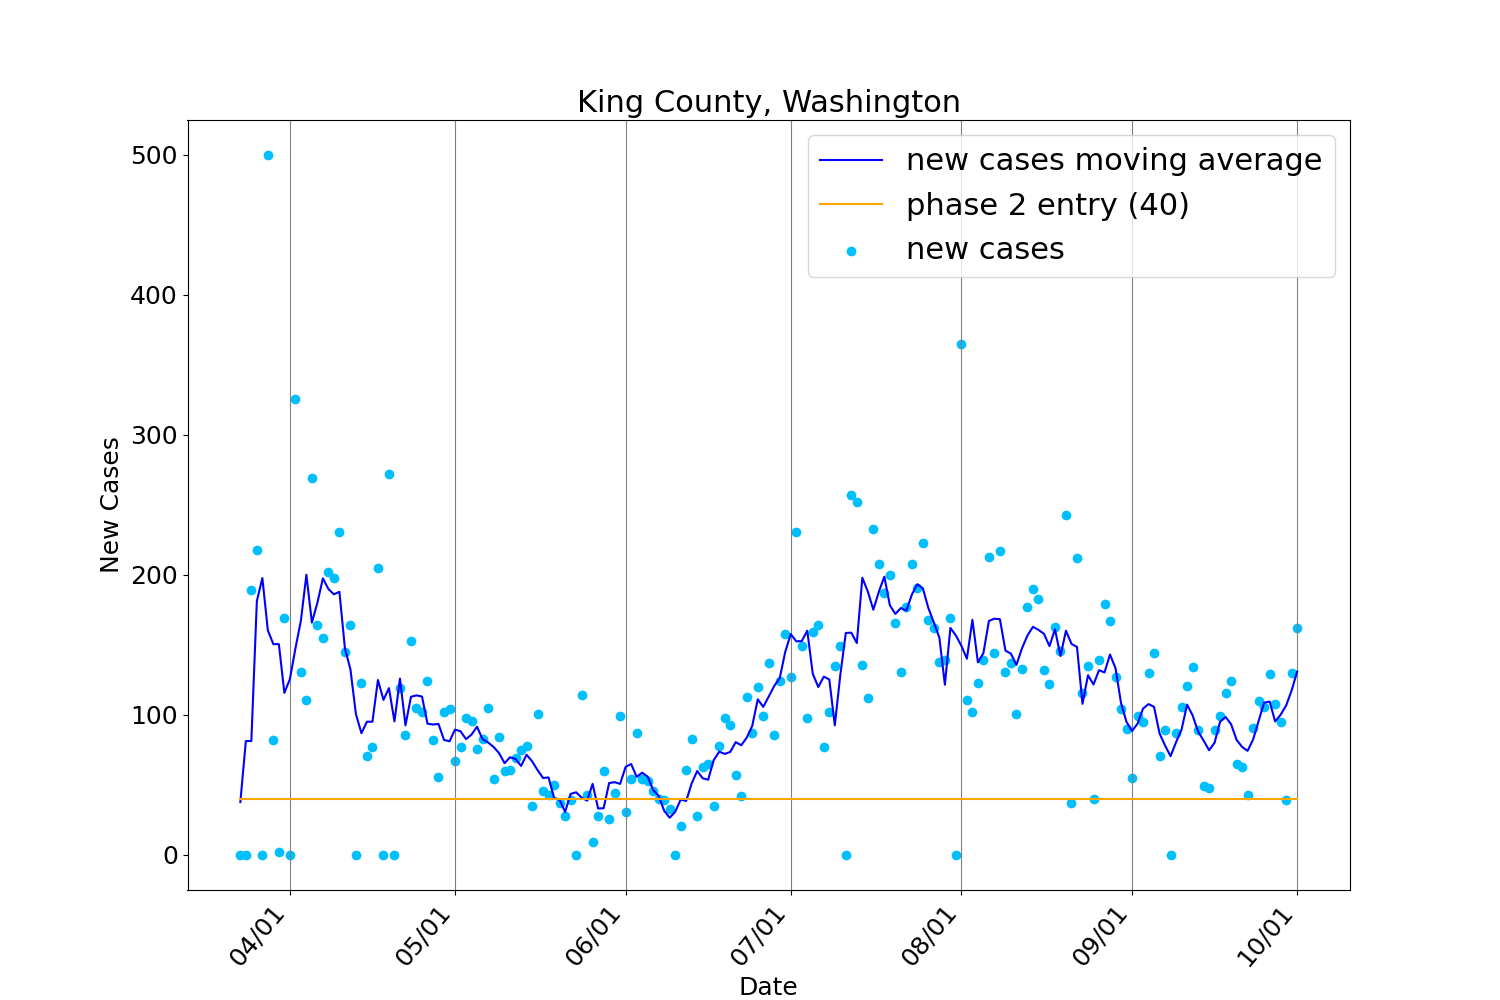 King County, Washington
new cases moving average
phase 2 entry (40)
new cases
500
400
300
200
100
0
New Cases
04/01
05/01
06/01
07/01
08/01
09/01
10/01
Date